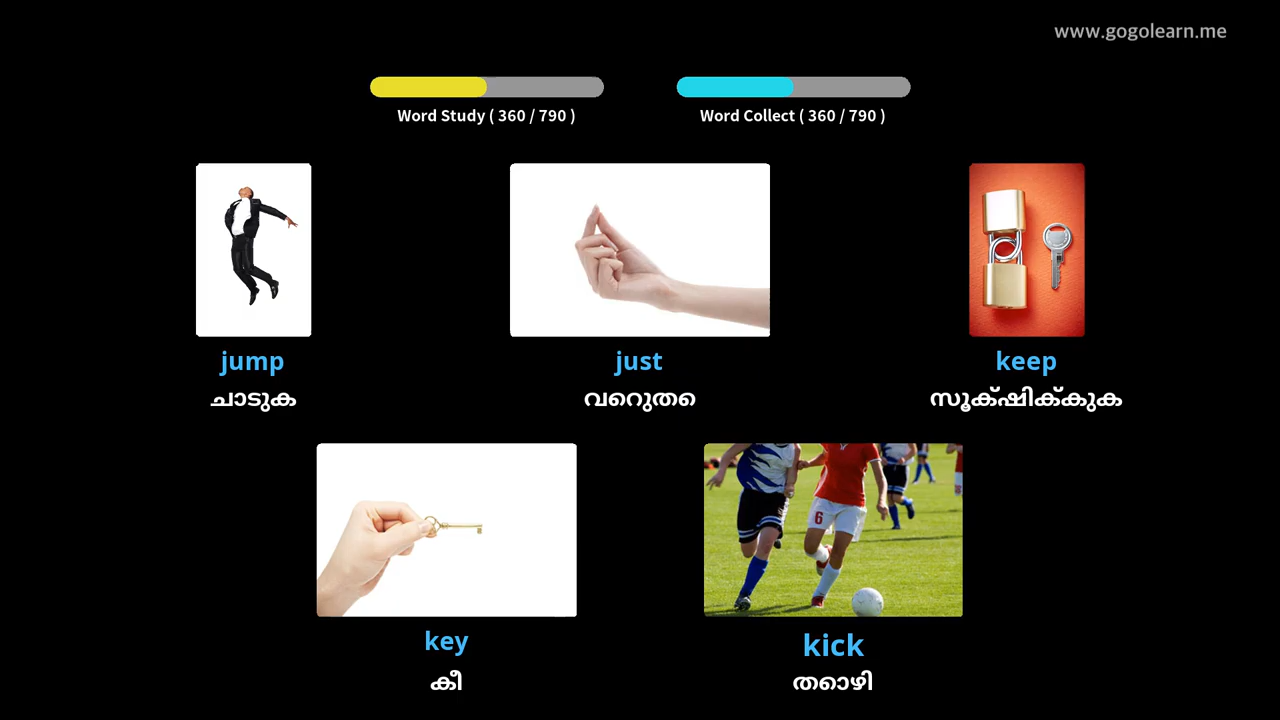 www.gogolearn.me
Word Study ( 360 / 790 )
Word Collect ( 360 / 790 )
jump
ചാടുക
just
വെറുതെ
keep
സൂക്ഷിക്കുക
key
കീ
kick
തൊഴി